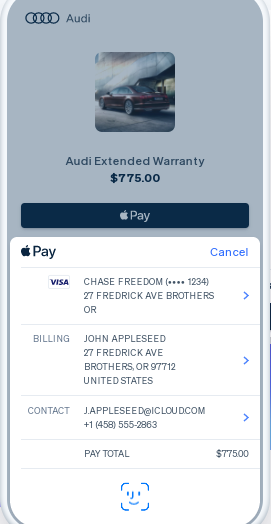 Audi
Audi Extended Warranty
$775.00
Pay
Pay
Cancel
VISA
CHASE FREEDOM (•••• 1234)
27 FREDRICK AVE BROTHERS
OR
BILLING
JOHN APPLESEED
27 FREDRICK AVE
BROTHERS, OR 97712
UNITED STATES
CONTACT
J.APPLESEED@ICLOUD.COM
+1 (458) 555-2863
PAY TOTAL
$775.00